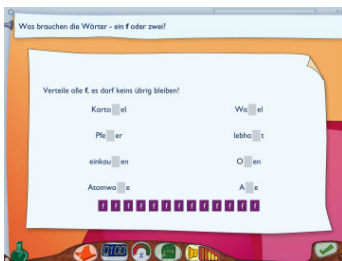 Was brauchen die Wörter - ein f oder zwei?
Verteile alle f, es darf keins übrig bleiben!
Karto el
Wa el
Pfe er
lebha t
einkau en
O en
Atomwa e
A e
f f f f f f f f f f f f f
0100